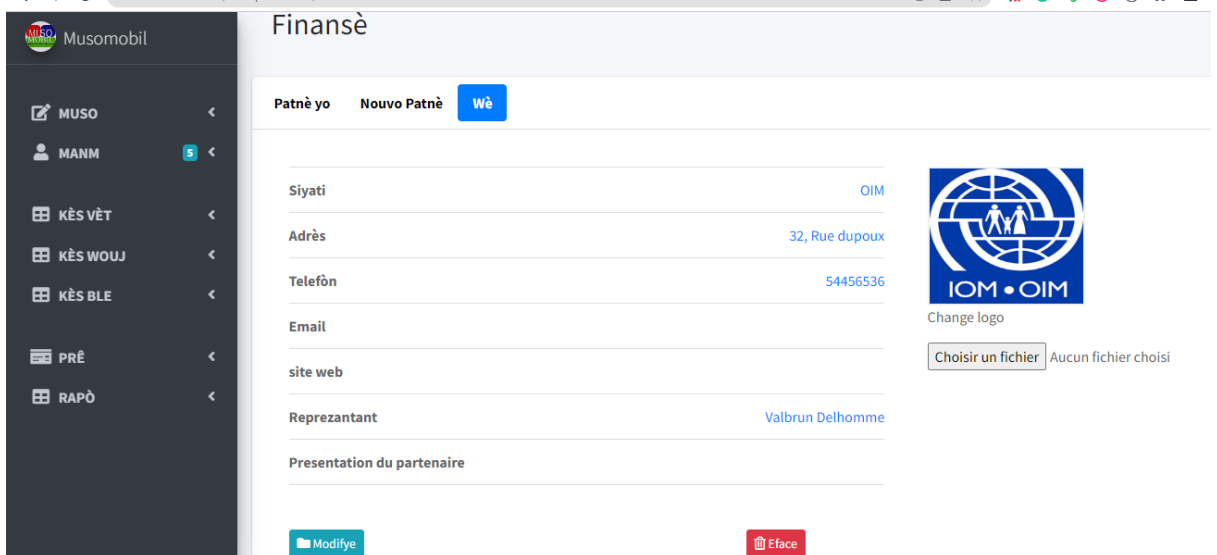 Musomobil
Finansè
MUSO
MANM 5
KÈS VÈT
KÈS WOUJ
KÈS BLE
PRÊ
RAPÒ
Patnè yo Nouvo Patnè Wè
Siyati OIM
Adrès 32, Rue dupoux
Telefòn 54456536
Email
site web
Reprezantant Valbrun Delhomme
Presentation du partenaire
IOM • OIM
Change logo
Choisir un fichier Aucun fichier choisi
Modifye Eface